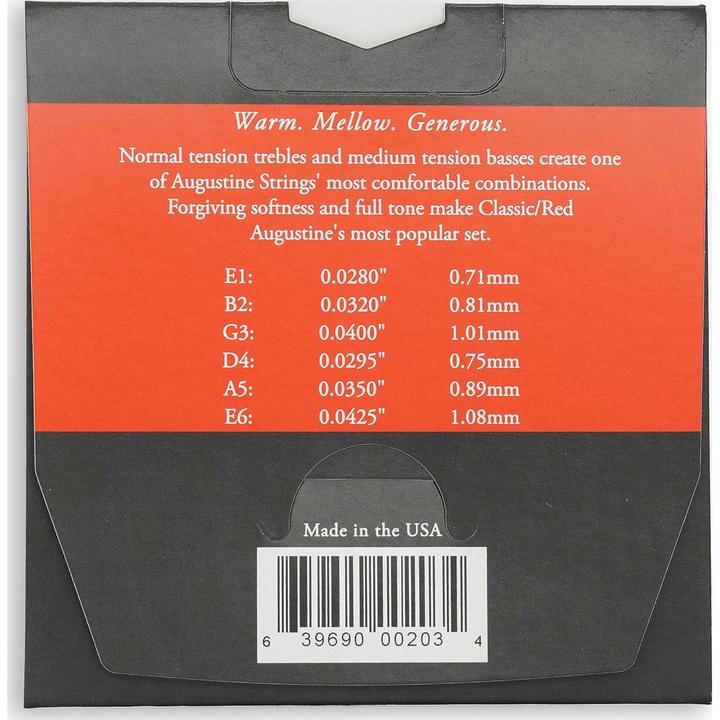 Warm. Mellow. Generous.
Normal tension trebles and medium tension basses create one
of Augustine Strings' most comfortable combinations.
Forgiving softness and full tone make Classic/Red
Augustine's most popular set.
E1: 0.0280" 0.71mm
B2: 0.0320" 0.81mm
G3: 0.0400" 1.01mm
D4: 0.0295" 0.75mm
A5: 0.0350" 0.89mm
E6: 0.0425" 1.08mm
Made in the USA
6 39690 00203 4